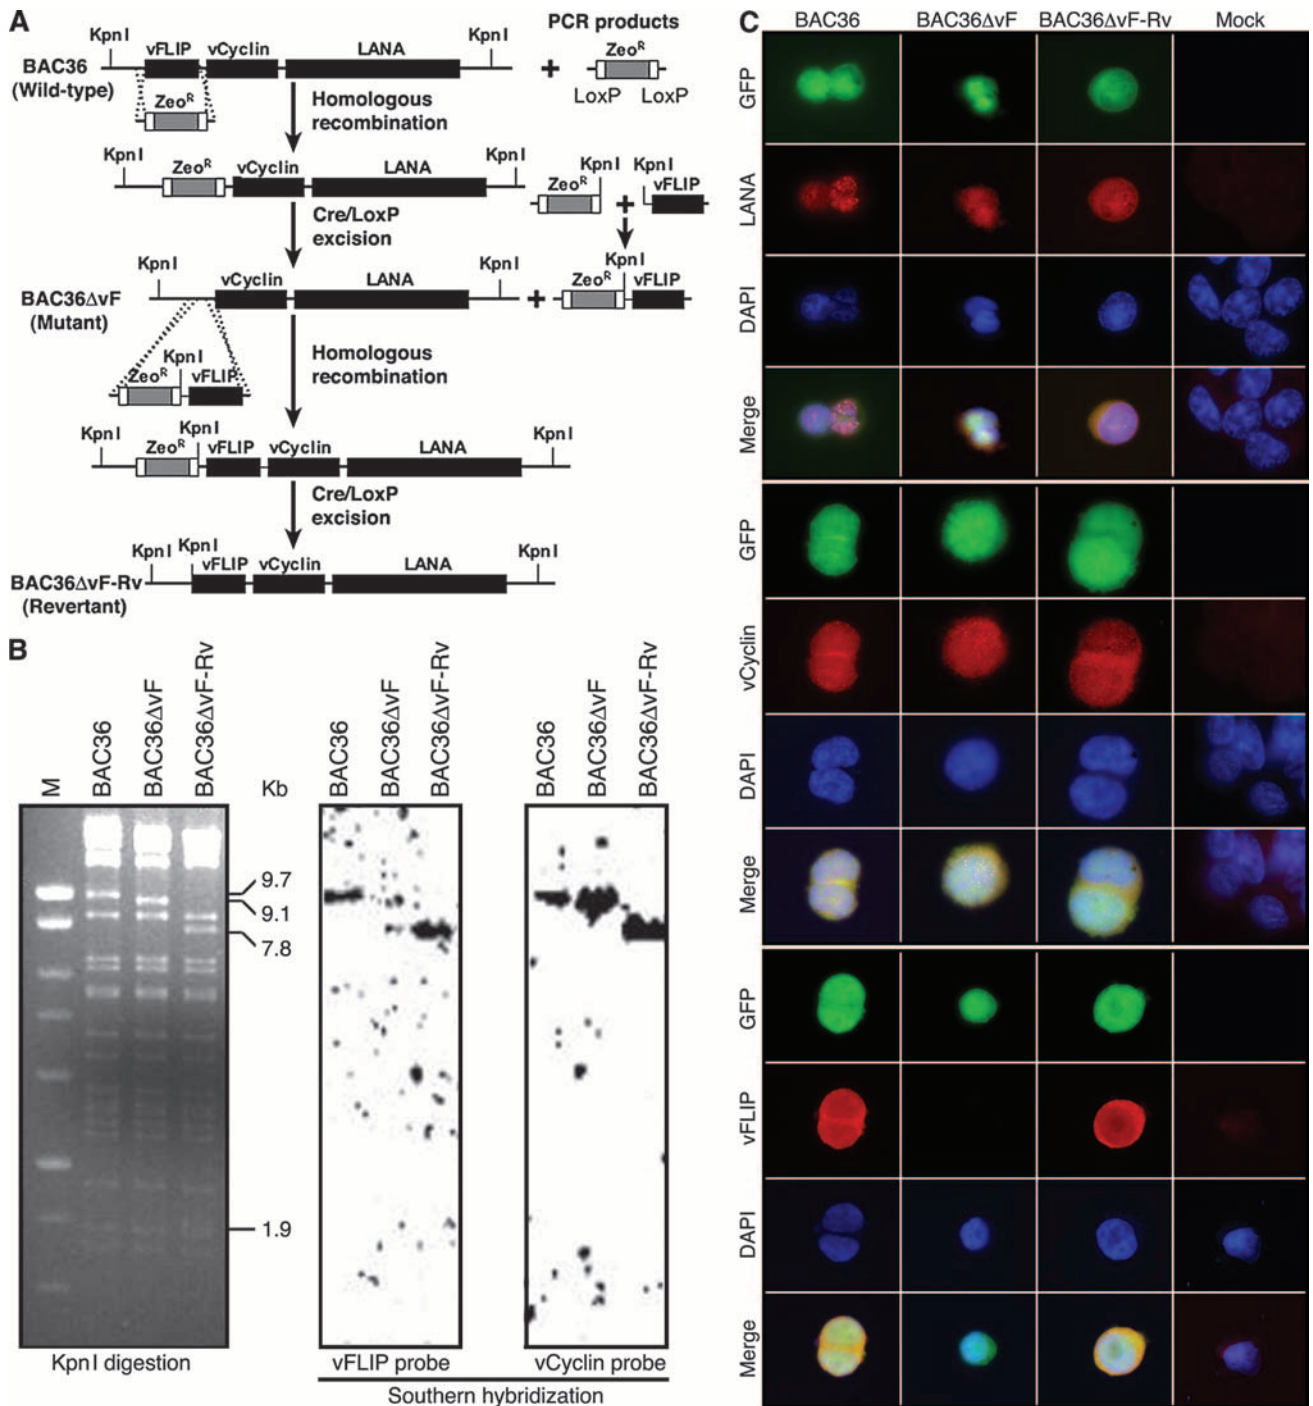 A
PCR products
KpnI
vFLIP
vCyclin
LANA
KpnI
Zeo^R
BAC36
(Wild-type)
+
LoxP
LoxP
Zeo^R
Homologous
recombination
KpnI
Zeo^R
vCyclin
LANA
KpnI
Zeo^R
KpnI
+
KpnI
vFLIP
Cre/LoxP
excision
KpnI
vCyclin
LANA
KpnI
BAC36ΔvF
(Mutant)
+
Zeo^R
KpnI
vFLIP
Zeo^R
KpnI
vFLIP
Homologous
recombination
KpnI
Zeo^R
KpnI
vFLIP
vCyclin
LANA
KpnI
Cre/LoxP
excision
KpnI
KpnI
vFLIP
vCyclin
LANA
KpnI
BAC36ΔvF-Rv
(Revertant)
B
M
BAC36
BAC36ΔvF
BAC36ΔvF-Rv
Kb
BAC36
BAC36ΔvF
BAC36ΔvF-Rv
BAC36
BAC36ΔvF
BAC36ΔvF-Rv
9.7
9.1
7.8
1.9
KpnI digestion
vFLIP probe
vCyclin probe
Southern hybridization
C
BAC36
BAC36ΔvF
BAC36ΔvF-Rv
Mock
GFP
LANA
DAPI
Merge
GFP
vCyclin
DAPI
Merge
GFP
vFLIP
DAPI
Merge